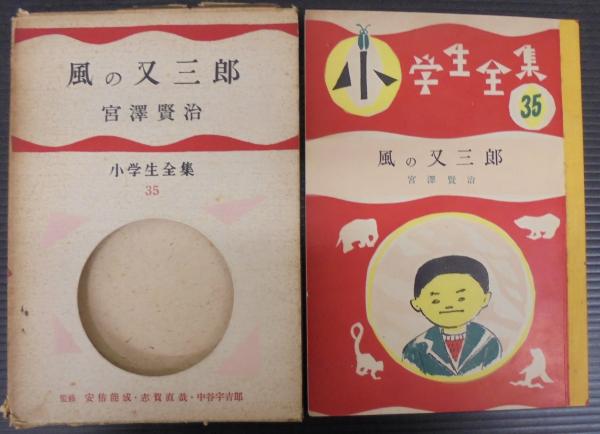 風の又三郎
宮澤賢治
小学生全集
35
監修 安倍能成・志賀直哉・中谷宇吉郎
小学生全集
35
風の又三郎
宮澤賢治